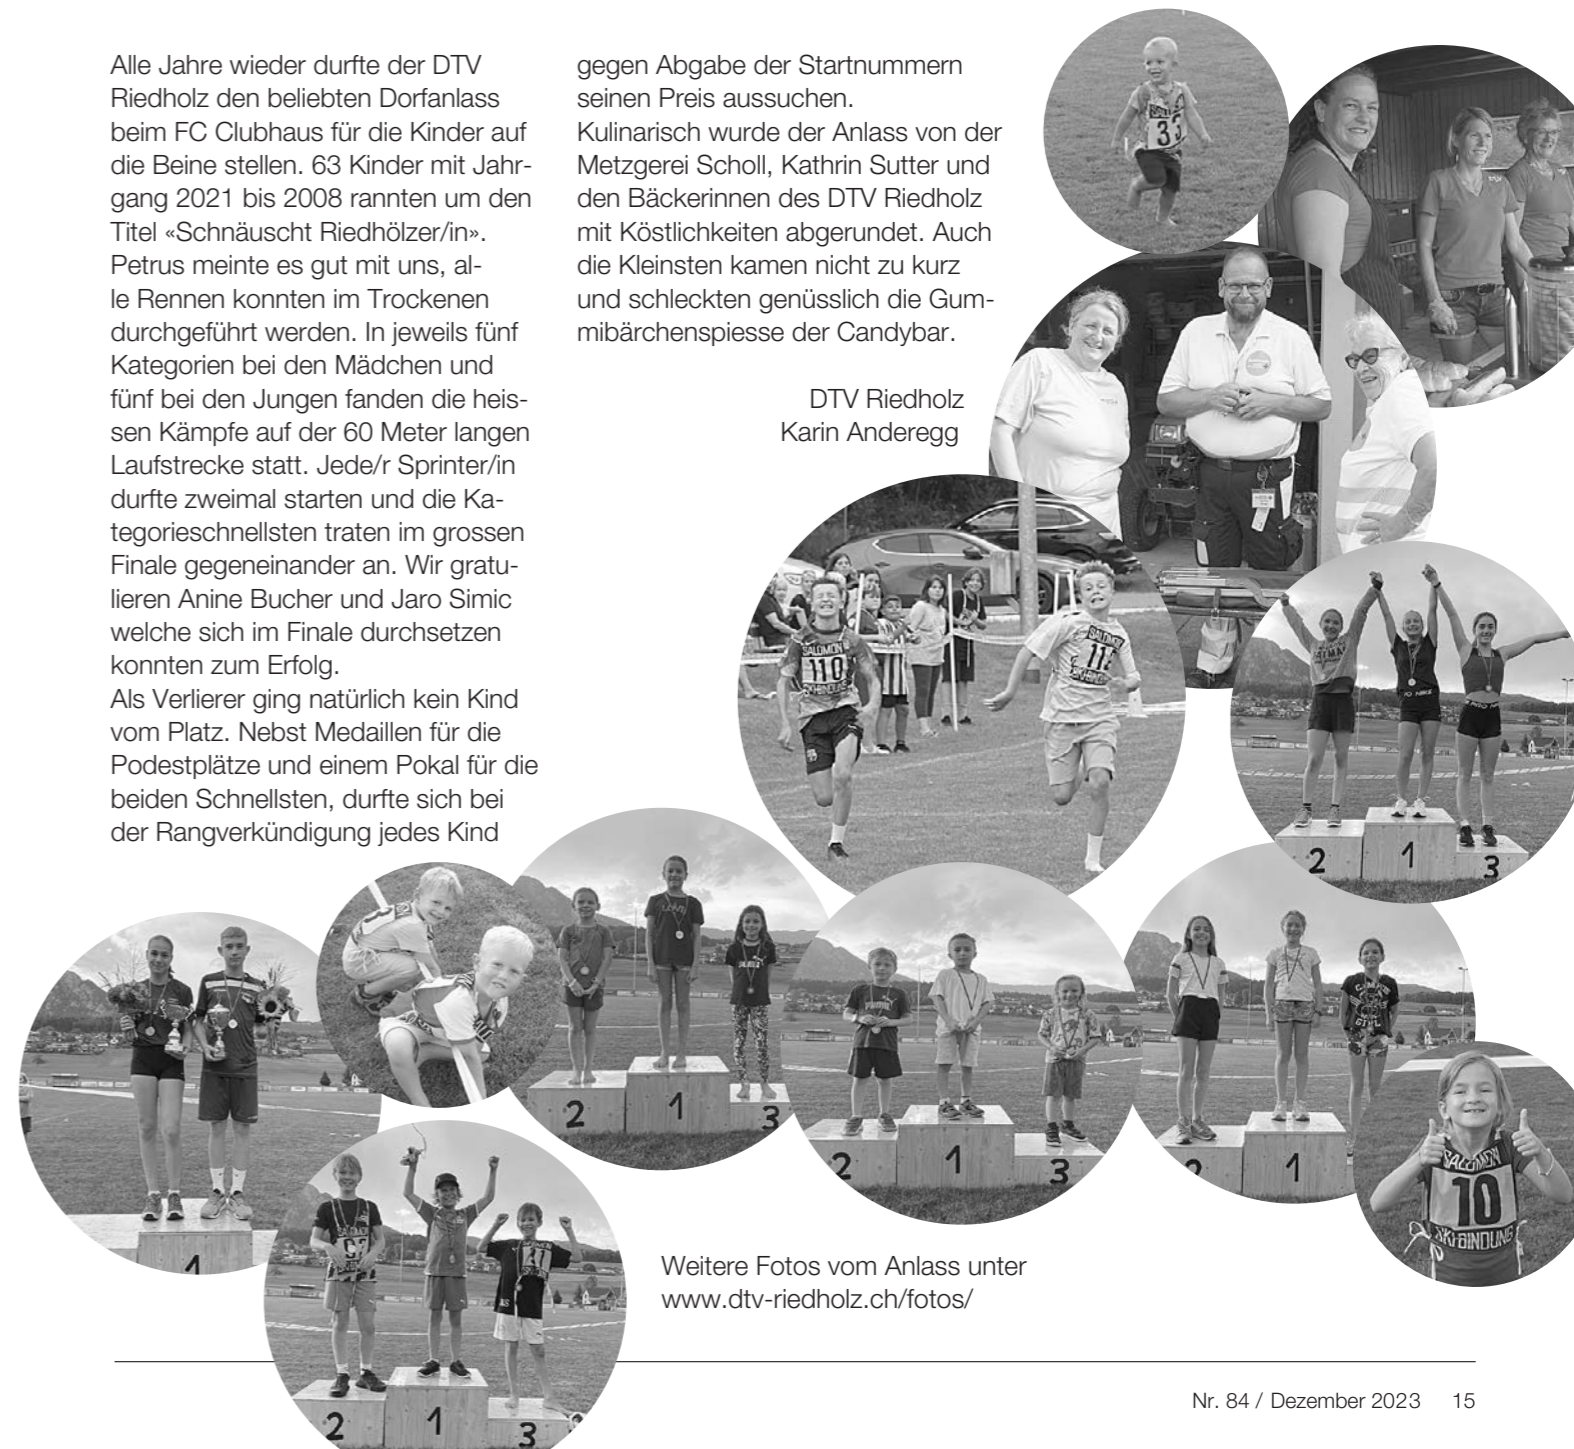 Alle Jahre wieder durfte der DTV
Riedholz den beliebten Dorfanlass
beim FC Clubhaus für die Kinder auf
die Beine stellen. 63 Kinder mit Jahr-
gang 2021 bis 2008 rannten um den
Titel «Schnäuscht Riedhölzer/in».
Petrus meinte es gut mit uns, al-
le Rennen konnten im Trockenen
durchgeführt werden. In jeweils fünf
Kategorien bei den Mädchen und
fünf bei den Jungen fanden die heis-
sen Kämpfe auf der 60 Meter langen
Laufstrecke statt. Jede/r Sprinter/in
durfte zweimal starten und die Ka-
tegorieschnellsten traten im grossen
Finale gegeneinander an. Wir gratu-
lieren Anine Bucher und Jaro Simic
welche sich im Finale durchsetzen
konnten zum Erfolg.
Als Verlierer ging natürlich kein Kind
vom Platz. Nebst Medaillen für die
Podestplätze und einem Pokal für die
beiden Schnellsten, durfte sich bei
der Rangverkündigung jedes Kind
gegen Abgabe der Startnummern
seinen Preis aussuchen.
Kulinarisch wurde der Anlass von der
Metzgerei Scholl, Kathrin Sutter und
den Bäckerinnen des DTV Riedholz
mit Köstlichkeiten abgerundet. Auch
die Kleinsten kamen nicht zu kurz
und schleckten genüsslich die Gum-
mibärchenspiesse der Candybar.
DTV Riedholz
Karin Anderegg
33
SALOMON
110
SKI-BINDUNG
SALOMON
SKI-BINDUNG
2 1 3
2 1 3
2 1 3
2 1
1
SALOMON
10
SKI-BINDUNG
2 1 3
Weitere Fotos vom Anlass unter
www.dtv-riedholz.ch/fotos/
Nr. 84 / Dezember 2023 15